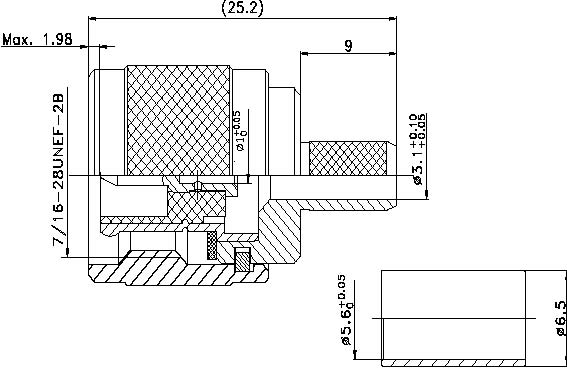 (25.2)
Max. 1.98
9
ø1 +0.05 0
ø3.1 +0.10 +0.05
7/16-28UNEF-2B
ø5.6 +0.05 0
ø6.5